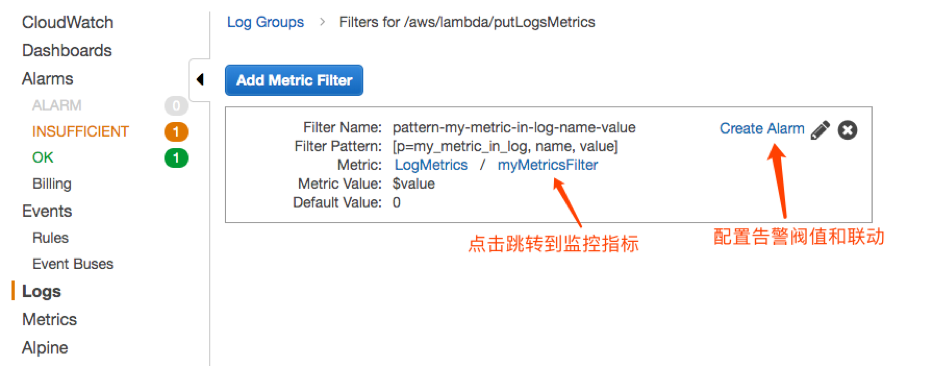 CloudWatch
Dashboards
Alarms
ALARM 0
INSUFFICIENT 1
OK 1
Billing
Events
Rules
Event Buses
Logs
Metrics
Alpine
Log Groups > Filters for /aws/lambda/putLogsMetrics
Add Metric Filter
Filter Name: pattern-my-metric-in-log-name-value
Create Alarm
Filter Pattern: [p=my_metric_in_log, name, value]
Metric: LogMetrics / myMetricsFilter
Metric Value: $value
Default Value: 0
点击跳转到监控指标
配置告警阀值和联动